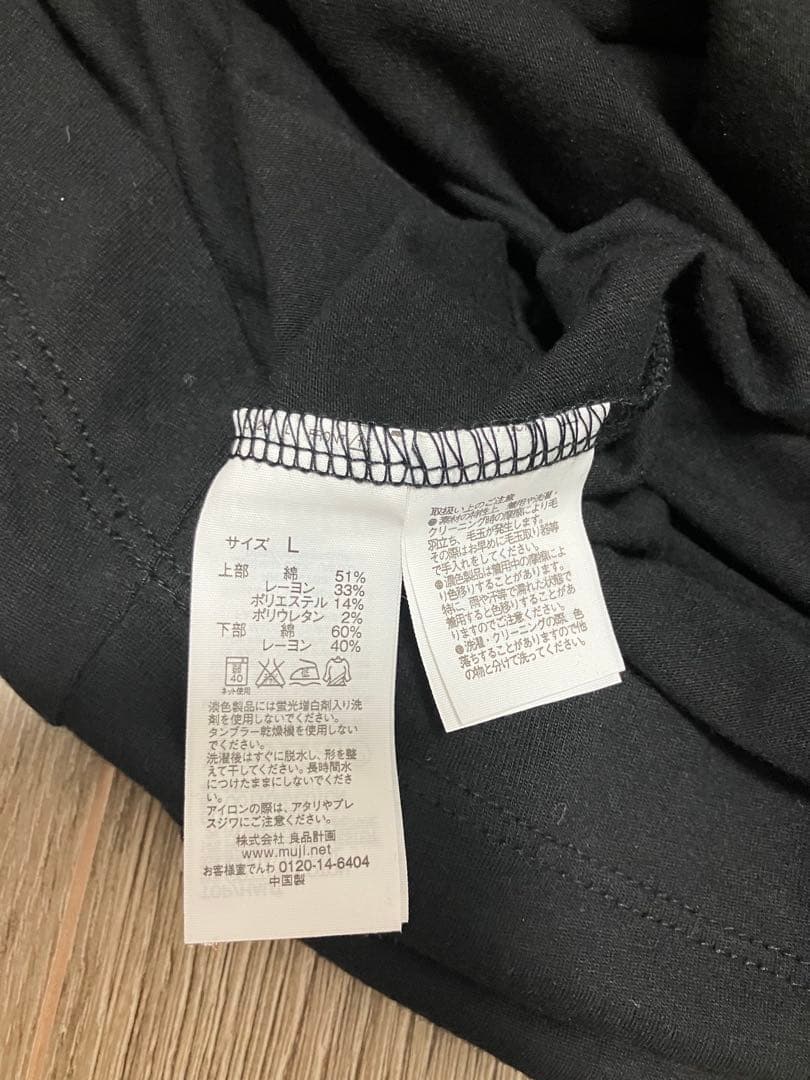 サイズ L
上部 綿 51%
レーヨン 33%
ポリエステル 14%
ポリウレタン 2%
下部 綿 60%
レーヨン 40%
40
ネット使用
淡色製品には蛍光増白剤入り洗
剤を使用しないでください。
タンブラー乾燥機を使用しない
でください。
洗濯後はすぐに脱水し、形を整
えて干してください。長時間水
につけたままにしないでくださ
い。
アイロンの際は、アタリやプレ
スジワにご注意ください。
株式会社 良品計画
www.muji.net
お客様室でんわ 0120-14-6404
中国製
取扱い上のご注意
●素材の特性上、着用や洗濯・
クリーニング時の摩擦により毛
羽立ち、毛玉が発生します。
その際はお早めに毛玉取り器等
で手入れをしてください。
●濃色製品は着用中の摩擦によ
り色移りすることがあります。
特に、雨や汗等で濡れた状態で
着用すると色移りすることがあ
りますのでご注意ください。
●洗濯・クリーニングの際、色
落ちすることがありますので他
の物と分けて洗ってください。